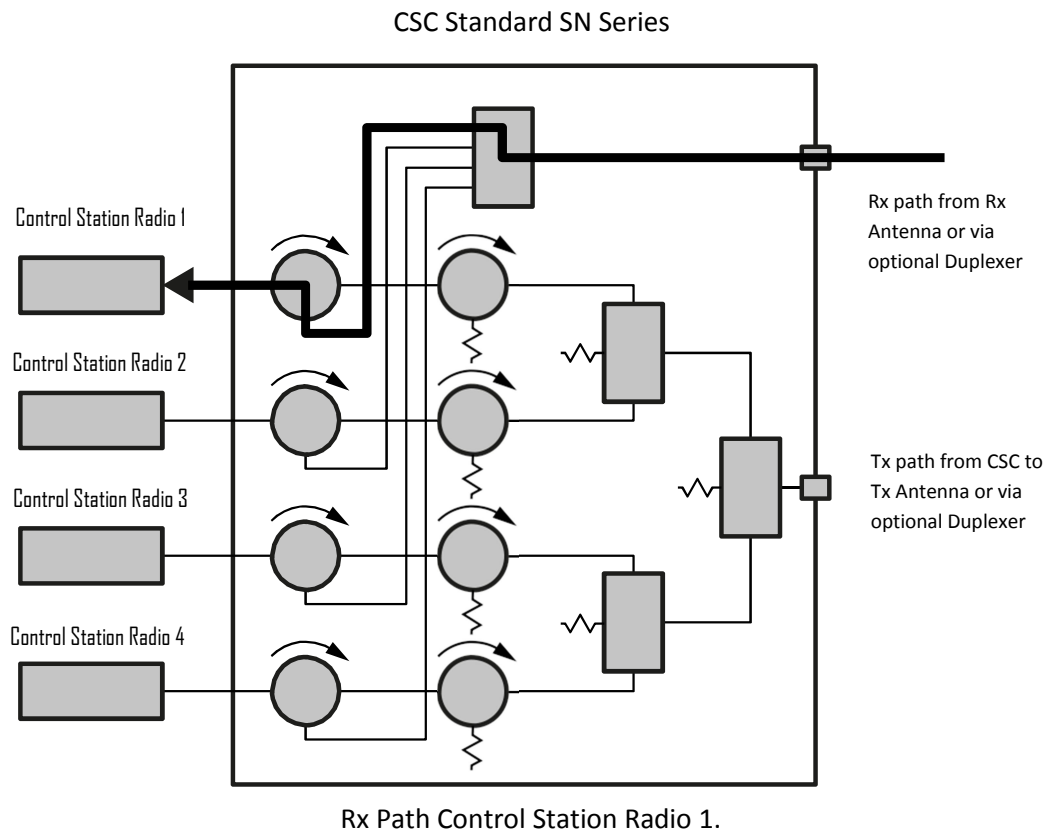 CSC Standard SN Series
Control Station Radio 1
Rx path from Rx
Antenna or via
optional Duplexer
Control Station Radio 2
Tx path from CSC to
Tx Antenna or via
optional Duplexer
Control Station Radio 3
Control Station Radio 4
Rx Path Control Station Radio 1.